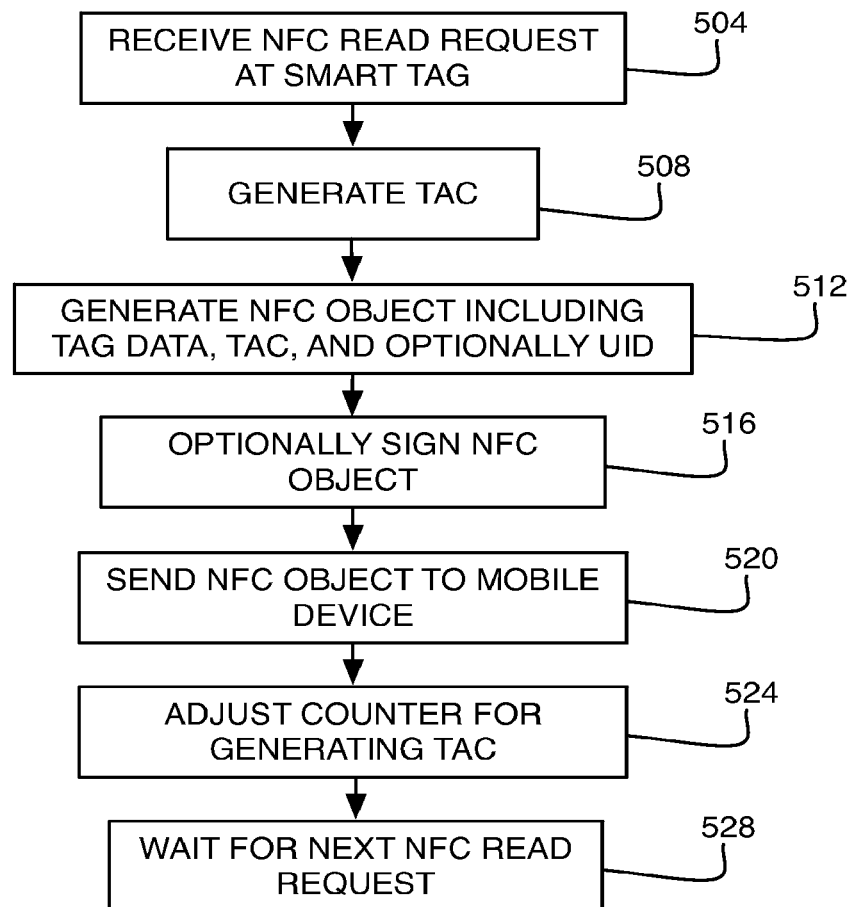 RECEIVE NFC READ REQUEST
AT SMART TAG
504
GENERATE TAC
508
GENERATE NFC OBJECT INCLUDING
TAG DATA, TAC, AND OPTIONALLY UID
512
OPTIONALLY SIGN NFC
OBJECT
516
SEND NFC OBJECT TO MOBILE
DEVICE
520
ADJUST COUNTER FOR
GENERATING TAC
524
WAIT FOR NEXT NFC READ
REQUEST
528